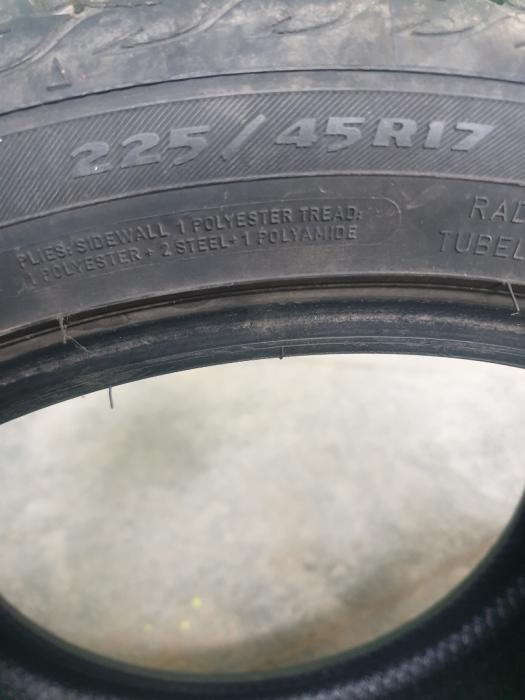 225/45R17
PLIES: SIDEWALL 1 POLYESTER TREAD:
1 POLYESTER + 2 STEEL+ 1 POLYAMIDE
RAD
TUBEL